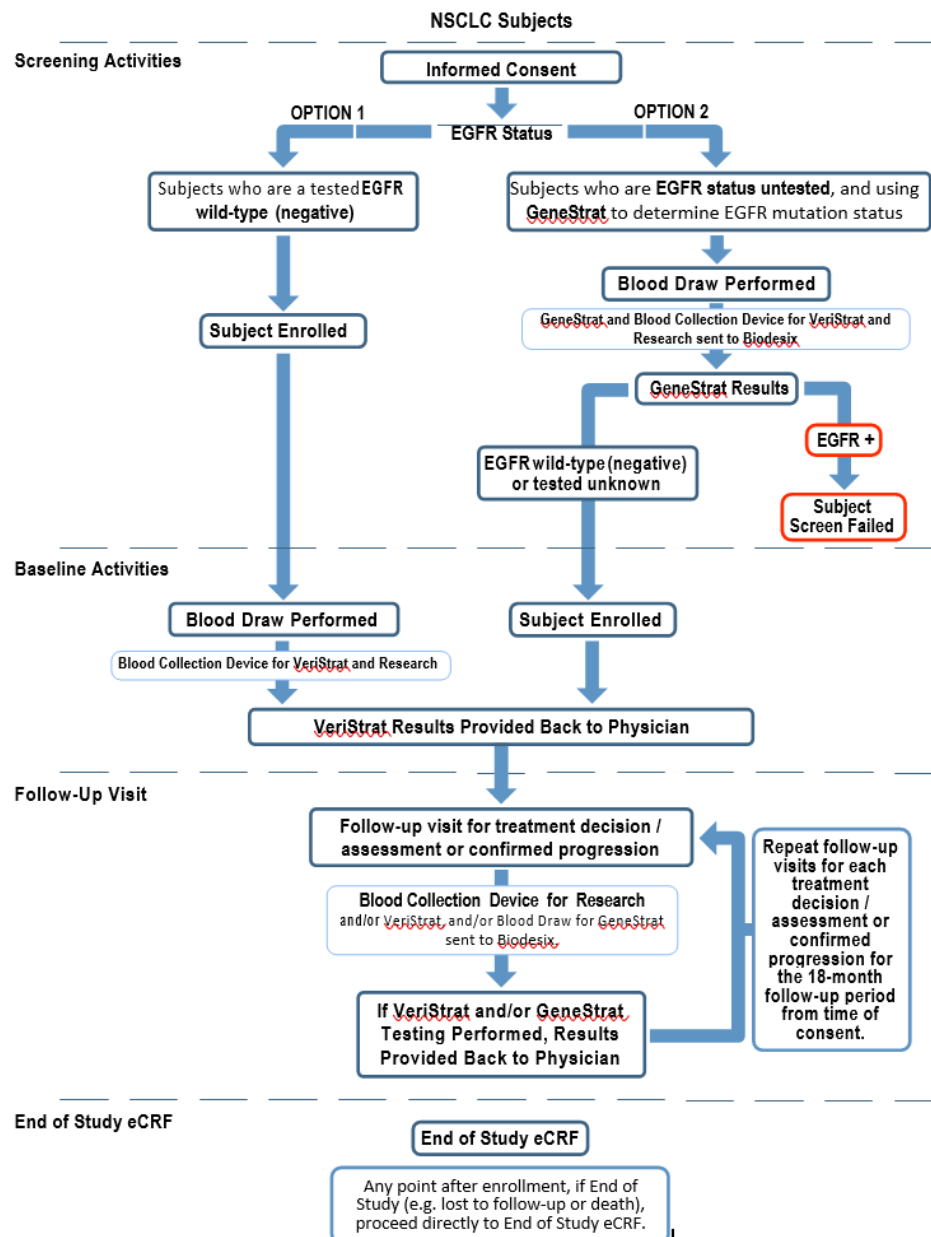 NSCLC Subjects
Screening Activities
Informed Consent
OPTION 1
OPTION 2
EGFR Status
Subjects who are a tested EGFR
wild-type (negative)
Subjects who are EGFR status untested, and using
GeneStrat to determine EGFR mutation status
Blood Draw Performed
Subject Enrolled
GeneStrat and Blood Collection Device for VeriStrat and
Research sent to Biodesix
GeneStrat Results
EGFR +
EGFR wild-type (negative)
or tested unknown
Subject
Screen Failed
Baseline Activities
Blood Draw Performed
Subject Enrolled
Blood Collection Device for VeriStrat and Research
VeriStrat Results Provided Back to Physician
Follow-Up Visit
Follow-up visit for treatment decision /
assessment or confirmed progression
Blood Collection Device for Research
and/or VeriStrat, and/or Blood Draw for GeneStrat
sent to Biodesix.
If VeriStrat and/or GeneStrat
Testing Performed, Results
Provided Back to Physician
Repeat follow-up
visits for each
treatment
decision /
assessment or
confirmed
progression for
the 18-month
follow-up period
from time of
consent.
End of Study eCRF
End of Study eCRF
Any point after enrollment, if End of
Study (e.g. lost to follow-up or death),
proceed directly to End of Study eCRF.